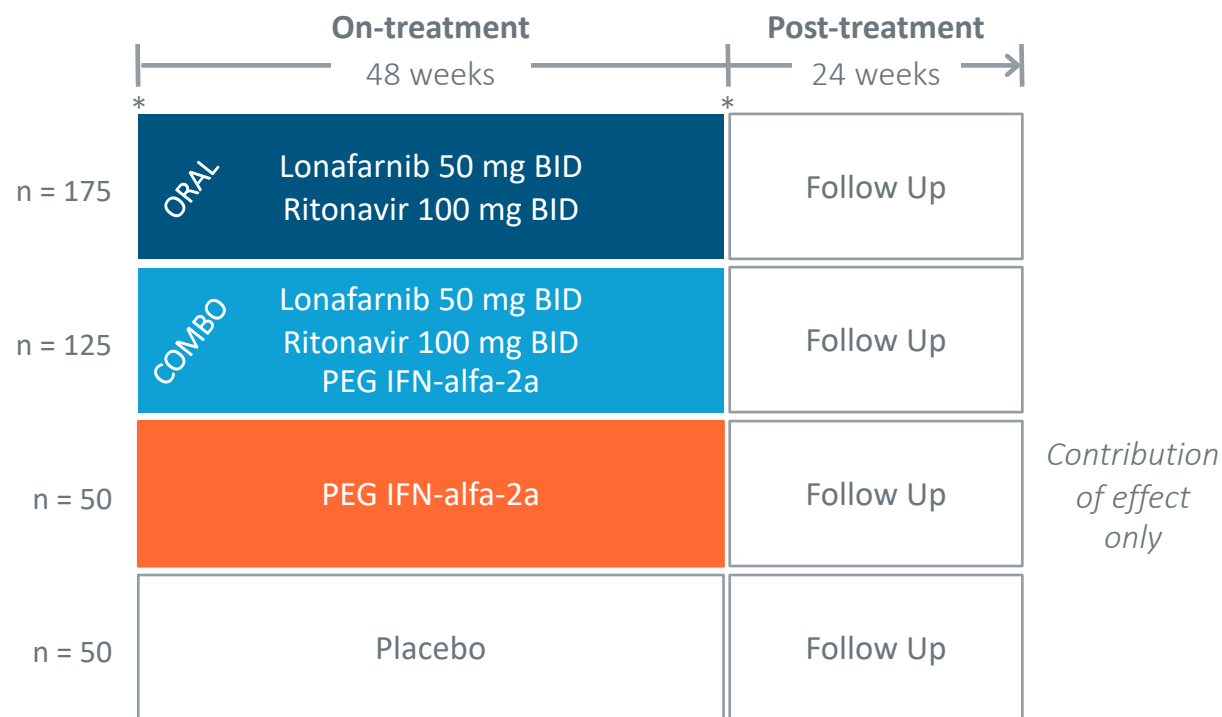 On-treatment
Post-treatment
48 weeks
24 weeks
*
*
n = 175
ORAL
Lonafarnib 50 mg BID
Ritonavir 100 mg BID
Follow Up
n = 125
COMBO
Lonafarnib 50 mg BID
Ritonavir 100 mg BID
PEG IFN-alfa-2a
Follow Up
n = 50
PEG IFN-alfa-2a
Follow Up
Contribution
of effect
only
n = 50
Placebo
Follow Up